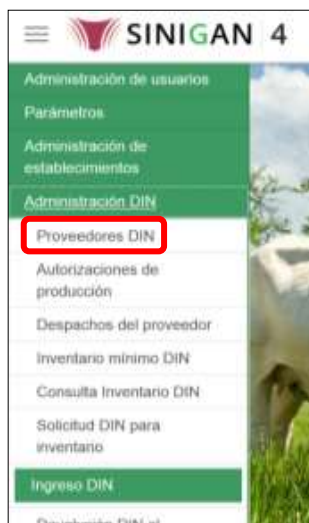 SINIGAN 4
Administración de usuarios
Parámetros
Administración de
establecimientos
Administración DIN
Proveedores DIN
Autorizaciones de
producción
Despachos del proveedor
Inventario mínimo DIN
Consulta Inventario DIN
Solicitud DIN para
inventario
Ingreso DIN